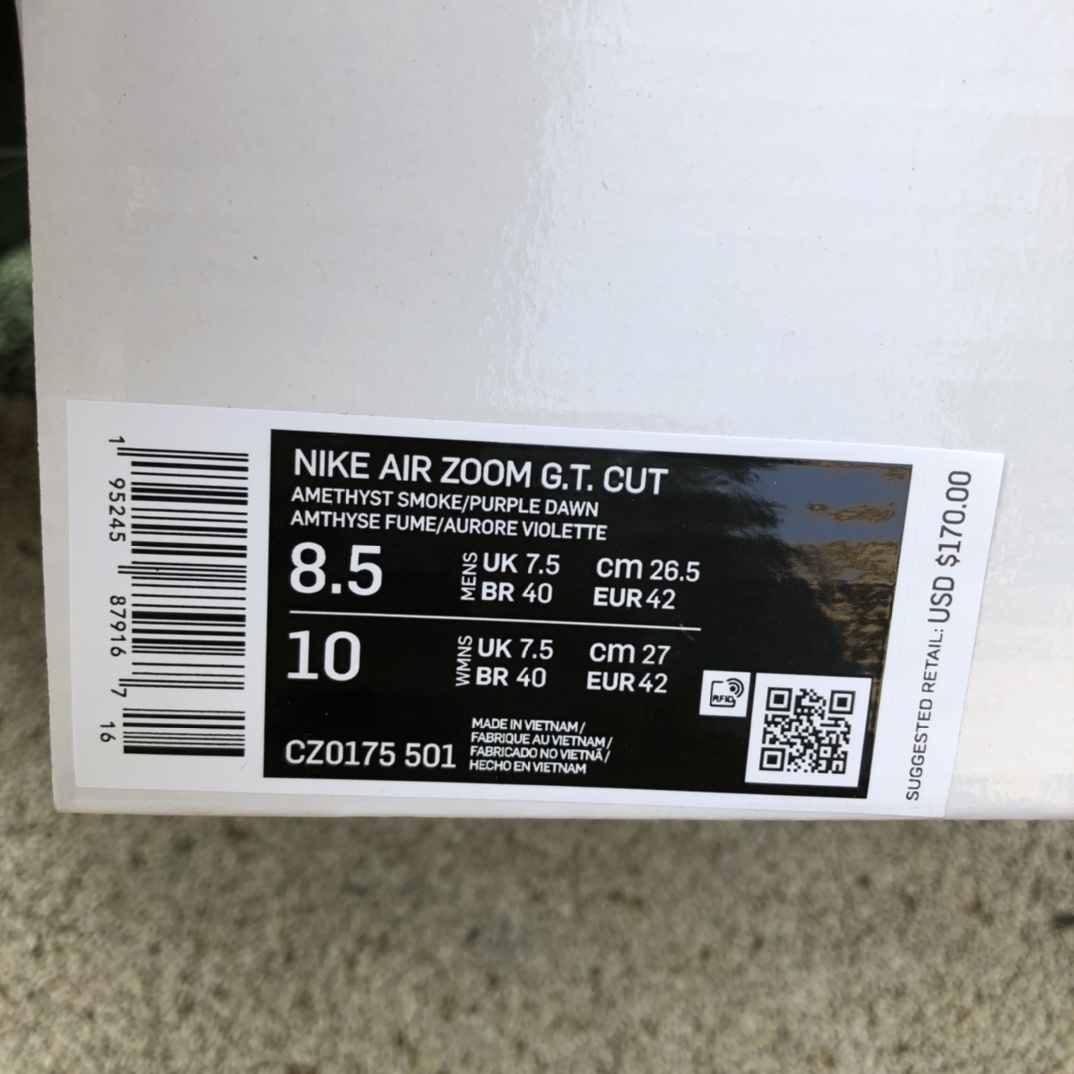 NIKE AIR ZOOM G.T. CUT
AMETHYST SMOKE/PURPLE DAWN
AMTHYSE FUME/AURORE VIOLETTE
8.5 MENS UK 7.5 cm 26.5
BR 40 EUR 42
10 WMNS UK 7.5 cm 27
BR 40 EUR 42
RFID
CZ0175 501
MADE IN VIETNAM /
FABRIQUE AU VIETNAM /
FABRICADO NO VIETNÃ /
HECHO EN VIETNAM
1 95245 87916 7 16
SUGGESTED RETAIL: USD $170.00